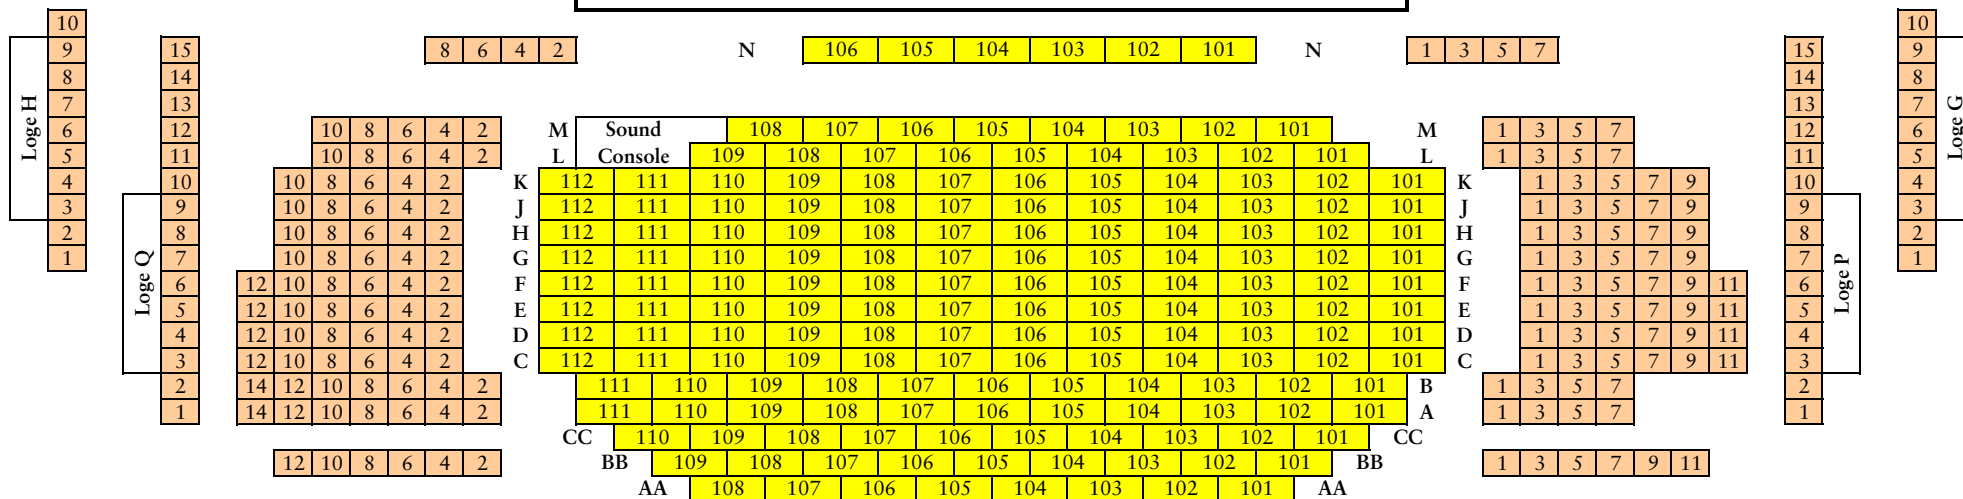 10 10
9 15 8 6 4 2 N 106 105 104 103 102 101 N 1 3 5 7 15 9
8 14 14 8
7 13 13 7
6 12 10 8 6 4 2 M Sound 108 107 106 105 104 103 102 101 M 1 3 5 7 12 6
5 11 10 8 6 4 2 L Console 109 108 107 106 105 104 103 102 101 L 1 3 5 7 11 5
4 10 10 8 6 4 2 K 112 111 110 109 108 107 106 105 104 103 102 101 K 1 3 5 7 9 10 4
3 9 10 8 6 4 2 J 112 111 110 109 108 107 106 105 104 103 102 101 J 1 3 5 7 9 9 3
2 8 10 8 6 4 2 H 112 111 110 109 108 107 106 105 104 103 102 101 H 1 3 5 7 9 8 2
1 7 10 8 6 4 2 G 112 111 110 109 108 107 106 105 104 103 102 101 G 1 3 5 7 9 7 1
6 12 10 8 6 4 2 F 112 111 110 109 108 107 106 105 104 103 102 101 F 1 3 5 7 9 11 6
5 12 10 8 6 4 2 E 112 111 110 109 108 107 106 105 104 103 102 101 E 1 3 5 7 9 11 5
4 12 10 8 6 4 2 D 112 111 110 109 108 107 106 105 104 103 102 101 D 1 3 5 7 9 11 4
3 12 10 8 6 4 2 C 112 111 110 109 108 107 106 105 104 103 102 101 C 1 3 5 7 9 11 3
2 14 12 10 8 6 4 2 111 110 109 108 107 106 105 104 103 102 101 B 1 3 5 7 2
1 14 12 10 8 6 4 2 111 110 109 108 107 106 105 104 103 102 101 A 1 3 5 7 1
CC 110 109 108 107 106 105 104 103 102 101 CC
12 10 8 6 4 2 BB 109 108 107 106 105 104 103 102 101 BB 1 3 5 7 9 11
AA 108 107 106 105 104 103 102 101 AA
Loge H
Loge Q
Loge P
Loge G